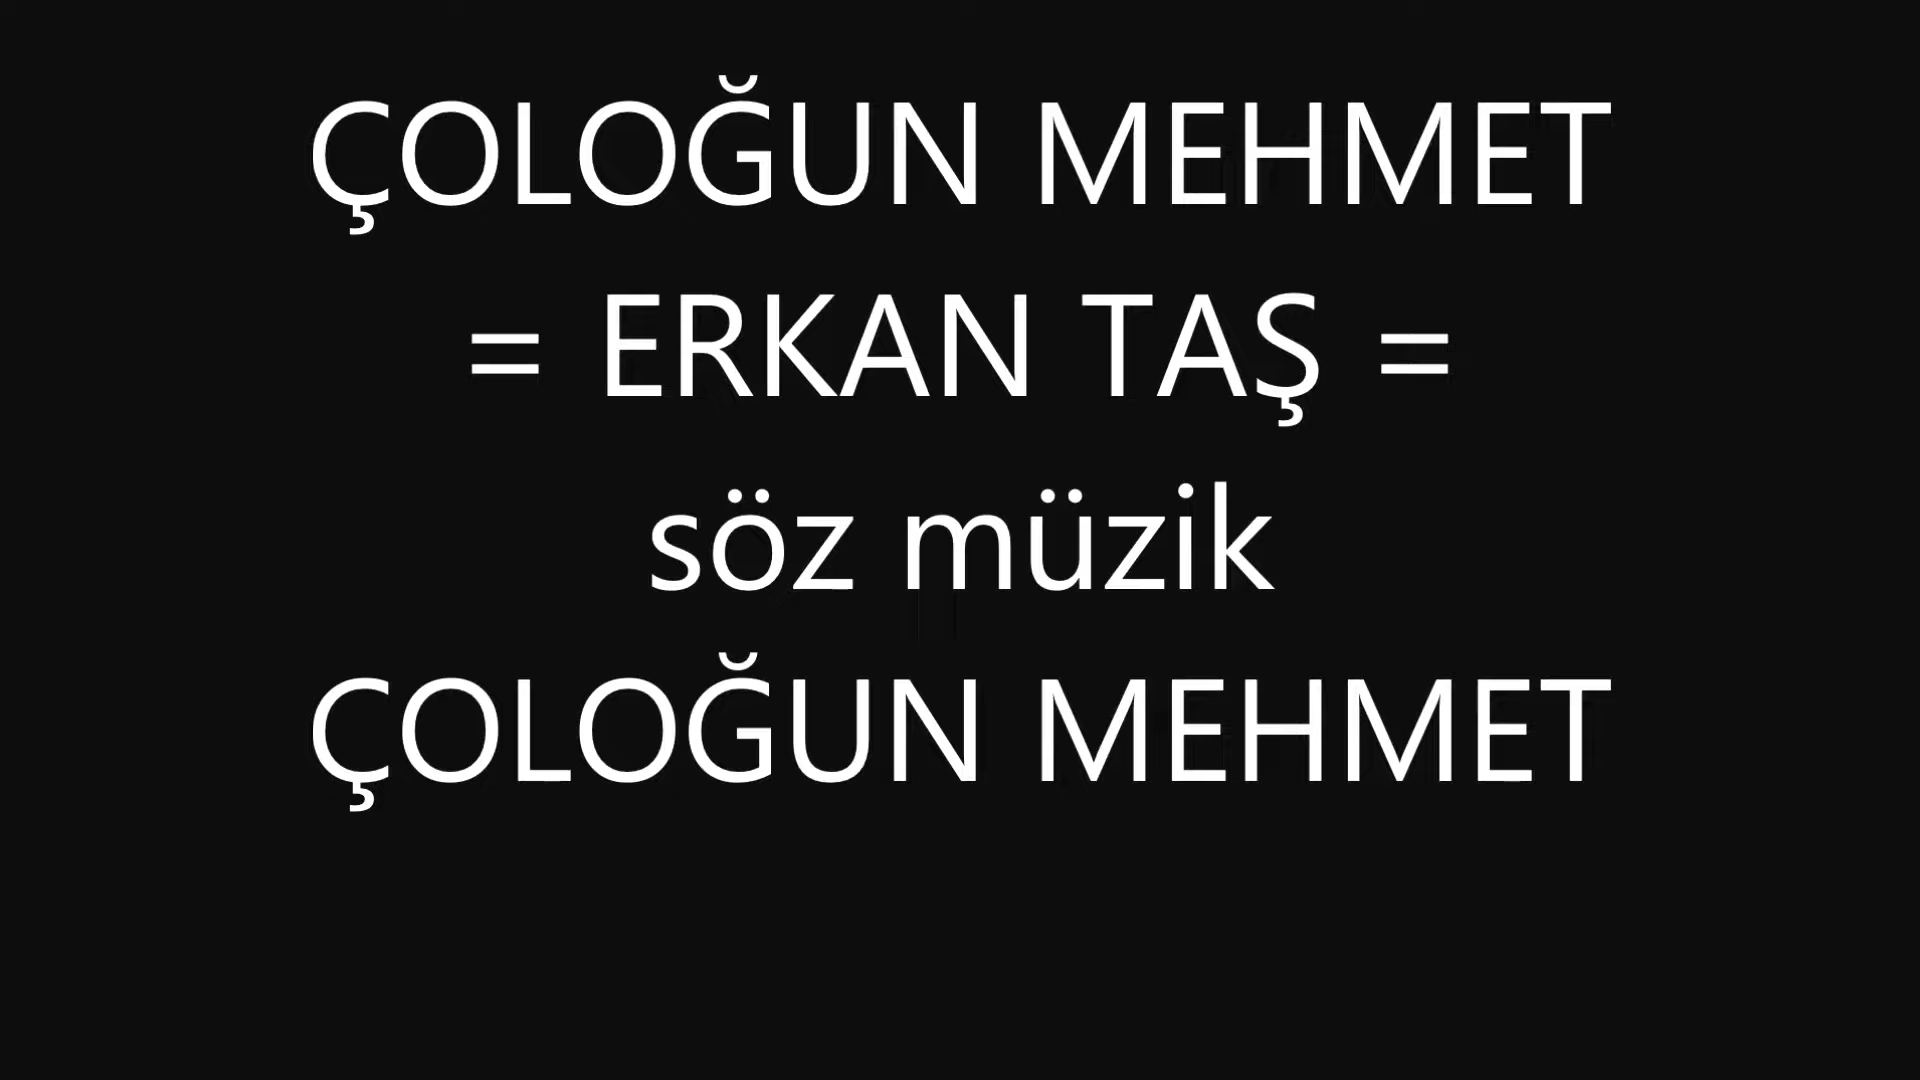 ÇOLOĞUN MEHMET
= ERKAN TAŞ =
söz müzik
ÇOLOĞUN MEHMET